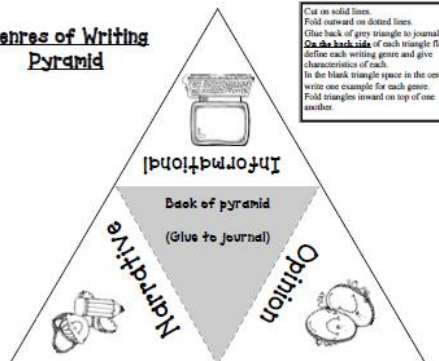 enres of Writing
Pyramid
Cut on solid lines.
Fold outward on dotted lines.
Glue back of grey triangle to journal
On the back side of each triangle fl
define each writing genre and give
characteristics of each.
In the blank triangle space in the cen
write one example for each genre.
Fold triangles inward on top of one
another.
Informational
Back of pyramid
(Glue to journal)
Narrative
Opinion